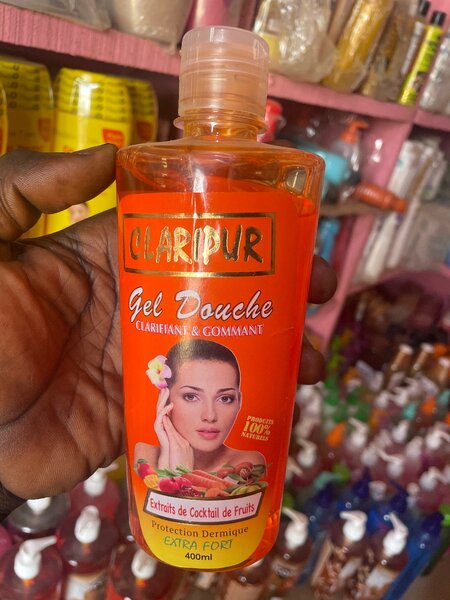 CLARIPUR
Gel Douche
CLARIFIANT & GOMMANT
PRODUITS
100%
NATURELS
Extraits de Cocktail de Fruits
Protection Dermique
EXTRA FORT
400ml